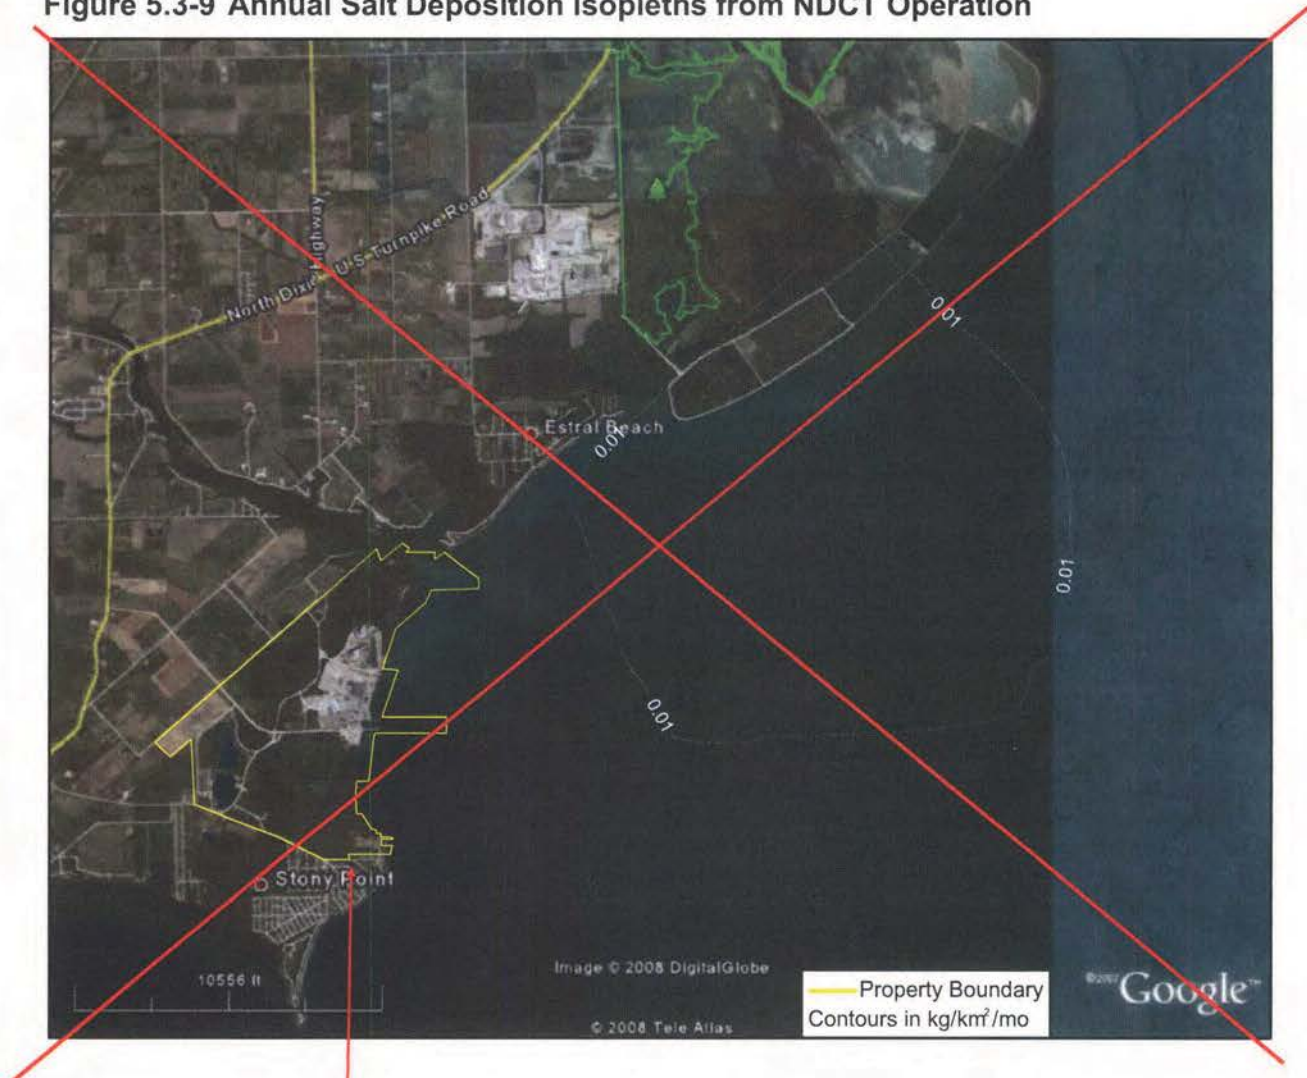 Figure 5.3-9 Annual Salt Deposition Isopleths from NDCT Operation
Highway
U S Turnpike Road
North Dixie
0.01
Estral Beach
0.01
0.01
0.01
Stony Point
10556 ft
Image © 2008 DigitalGlobe
© 2008 Tele Atlas
Property Boundary
Contours in kg/km²/mo
©2007 Google™